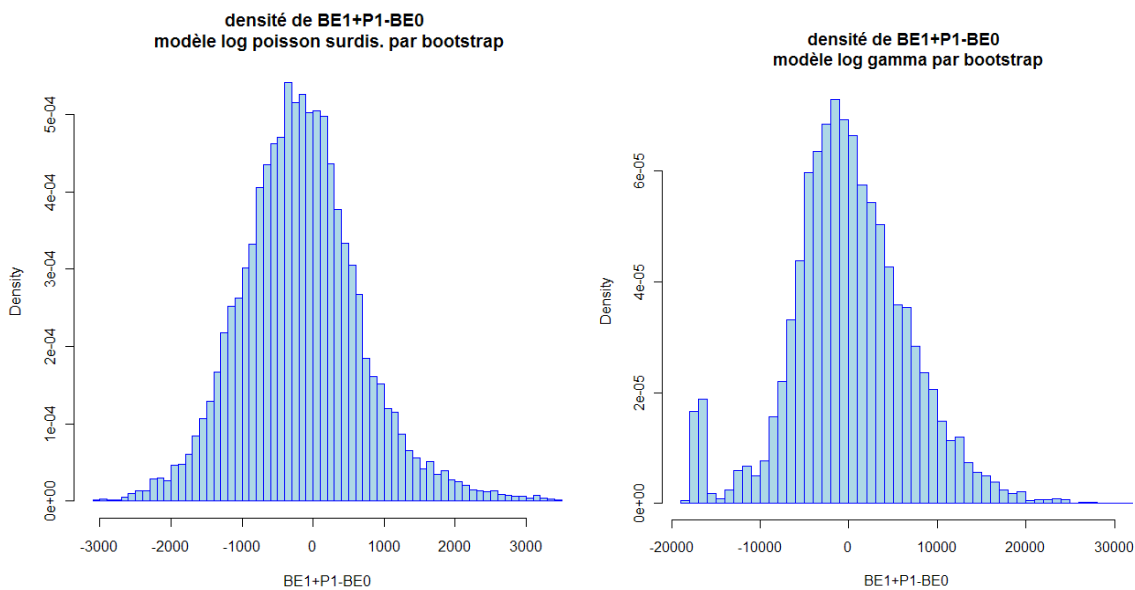 densité de BE1+P1-BE0
modèle log poisson surdis. par bootstrap
Density
0e+00
1e-04
2e-04
3e-04
4e-04
5e-04
-3000
-2000
-1000
0
1000
2000
3000
BE1+P1-BE0
densité de BE1+P1-BE0
modèle log gamma par bootstrap
Density
0e+00
2e-05
4e-05
6e-05
-20000
-10000
0
10000
20000
30000
BE1+P1-BE0